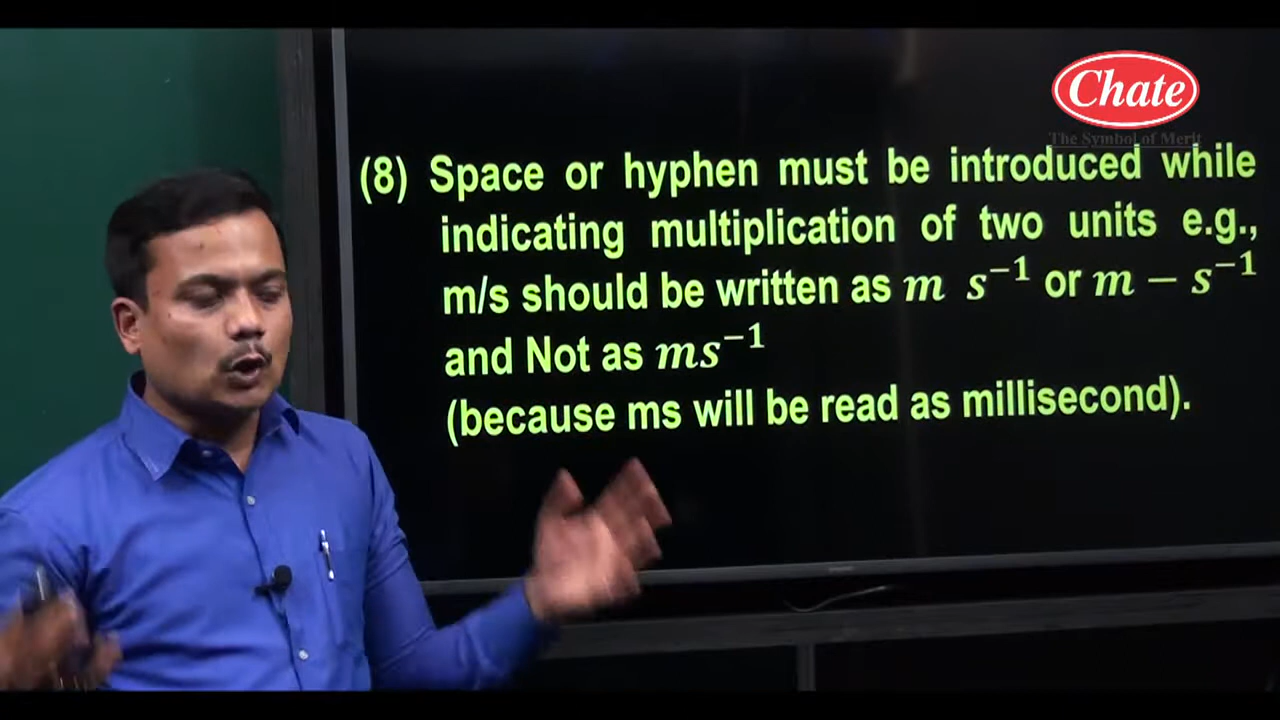 Chate
The Symbol of Merit
(8) Space or hyphen must be introduced while
indicating multiplication of two units e.g.,
m/s should be written as m s⁻¹ or m − s⁻¹
and Not as ms⁻¹
(because ms will be read as millisecond).